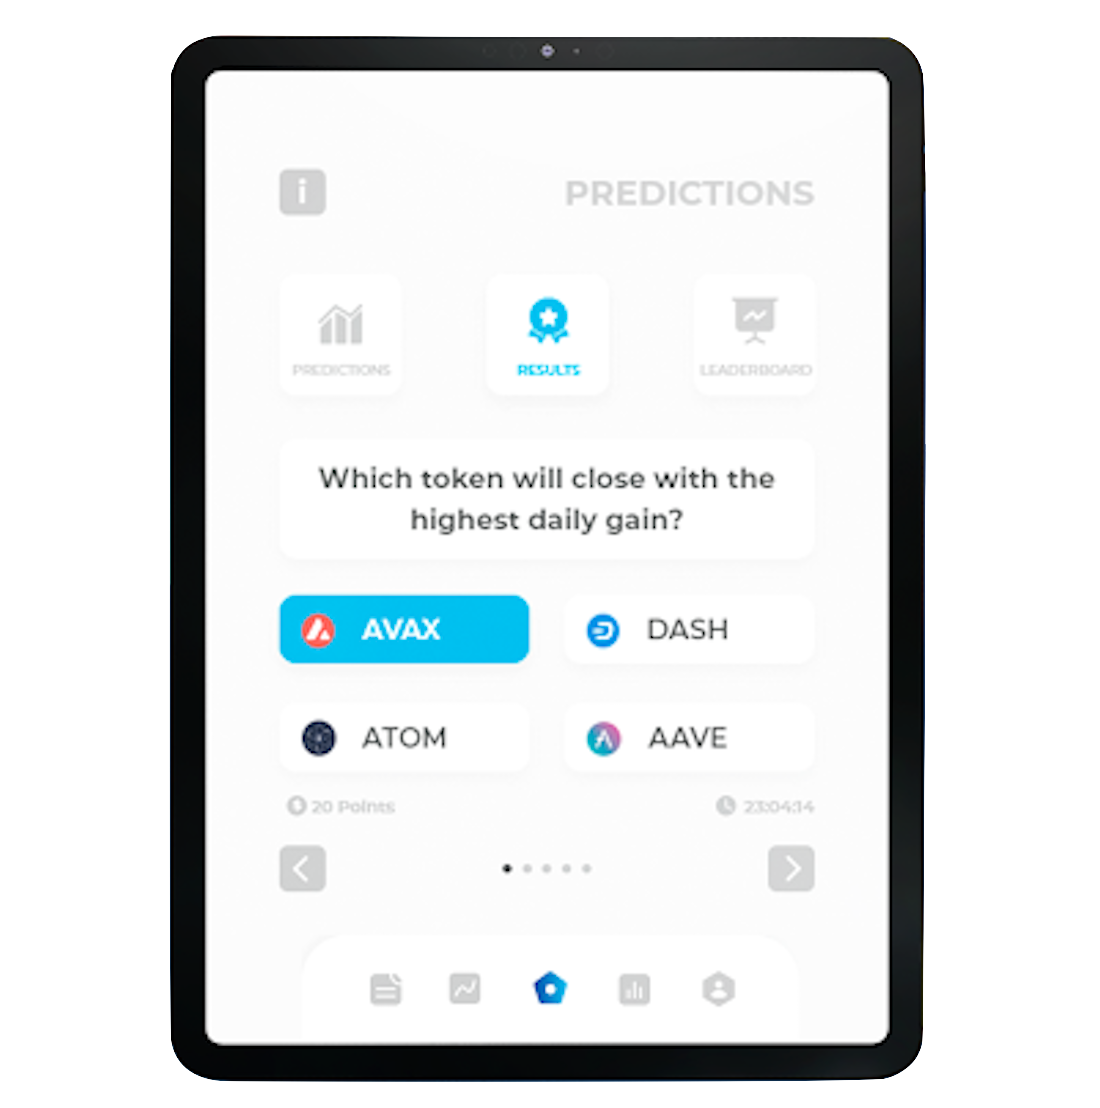 i
PREDICTIONS
PREDICTIONS
RESULTS
LEADERBOARD
Which token will close with the
highest daily gain?
AVAX
DASH
ATOM
AAVE
20 Points
23:04:14